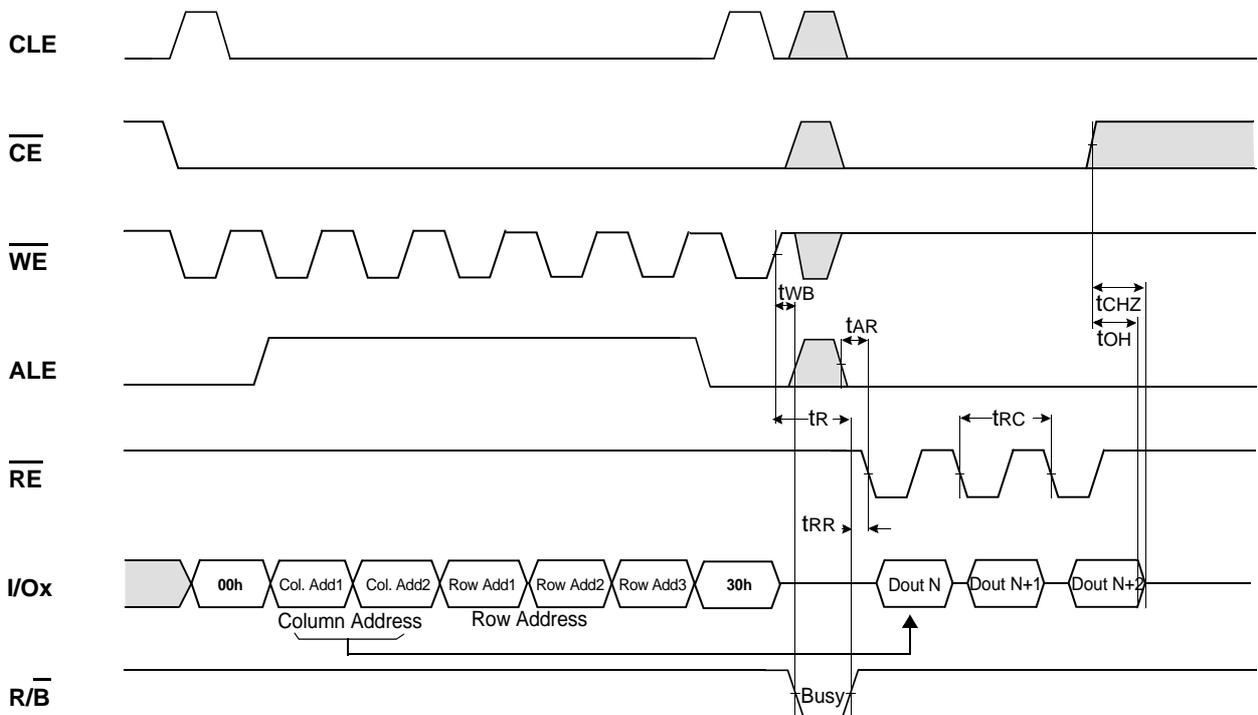 CLE
CE
WE
tWB
tCHZ
tAR
tOH
ALE
tR
tRC
RE
tRR
I/Ox
00h
Col. Add1
Col. Add2
Row Add1
Row Add2
Row Add3
30h
Dout N
Dout N+1
Dout N+2
Column Address
Row Address
R/B
Busy